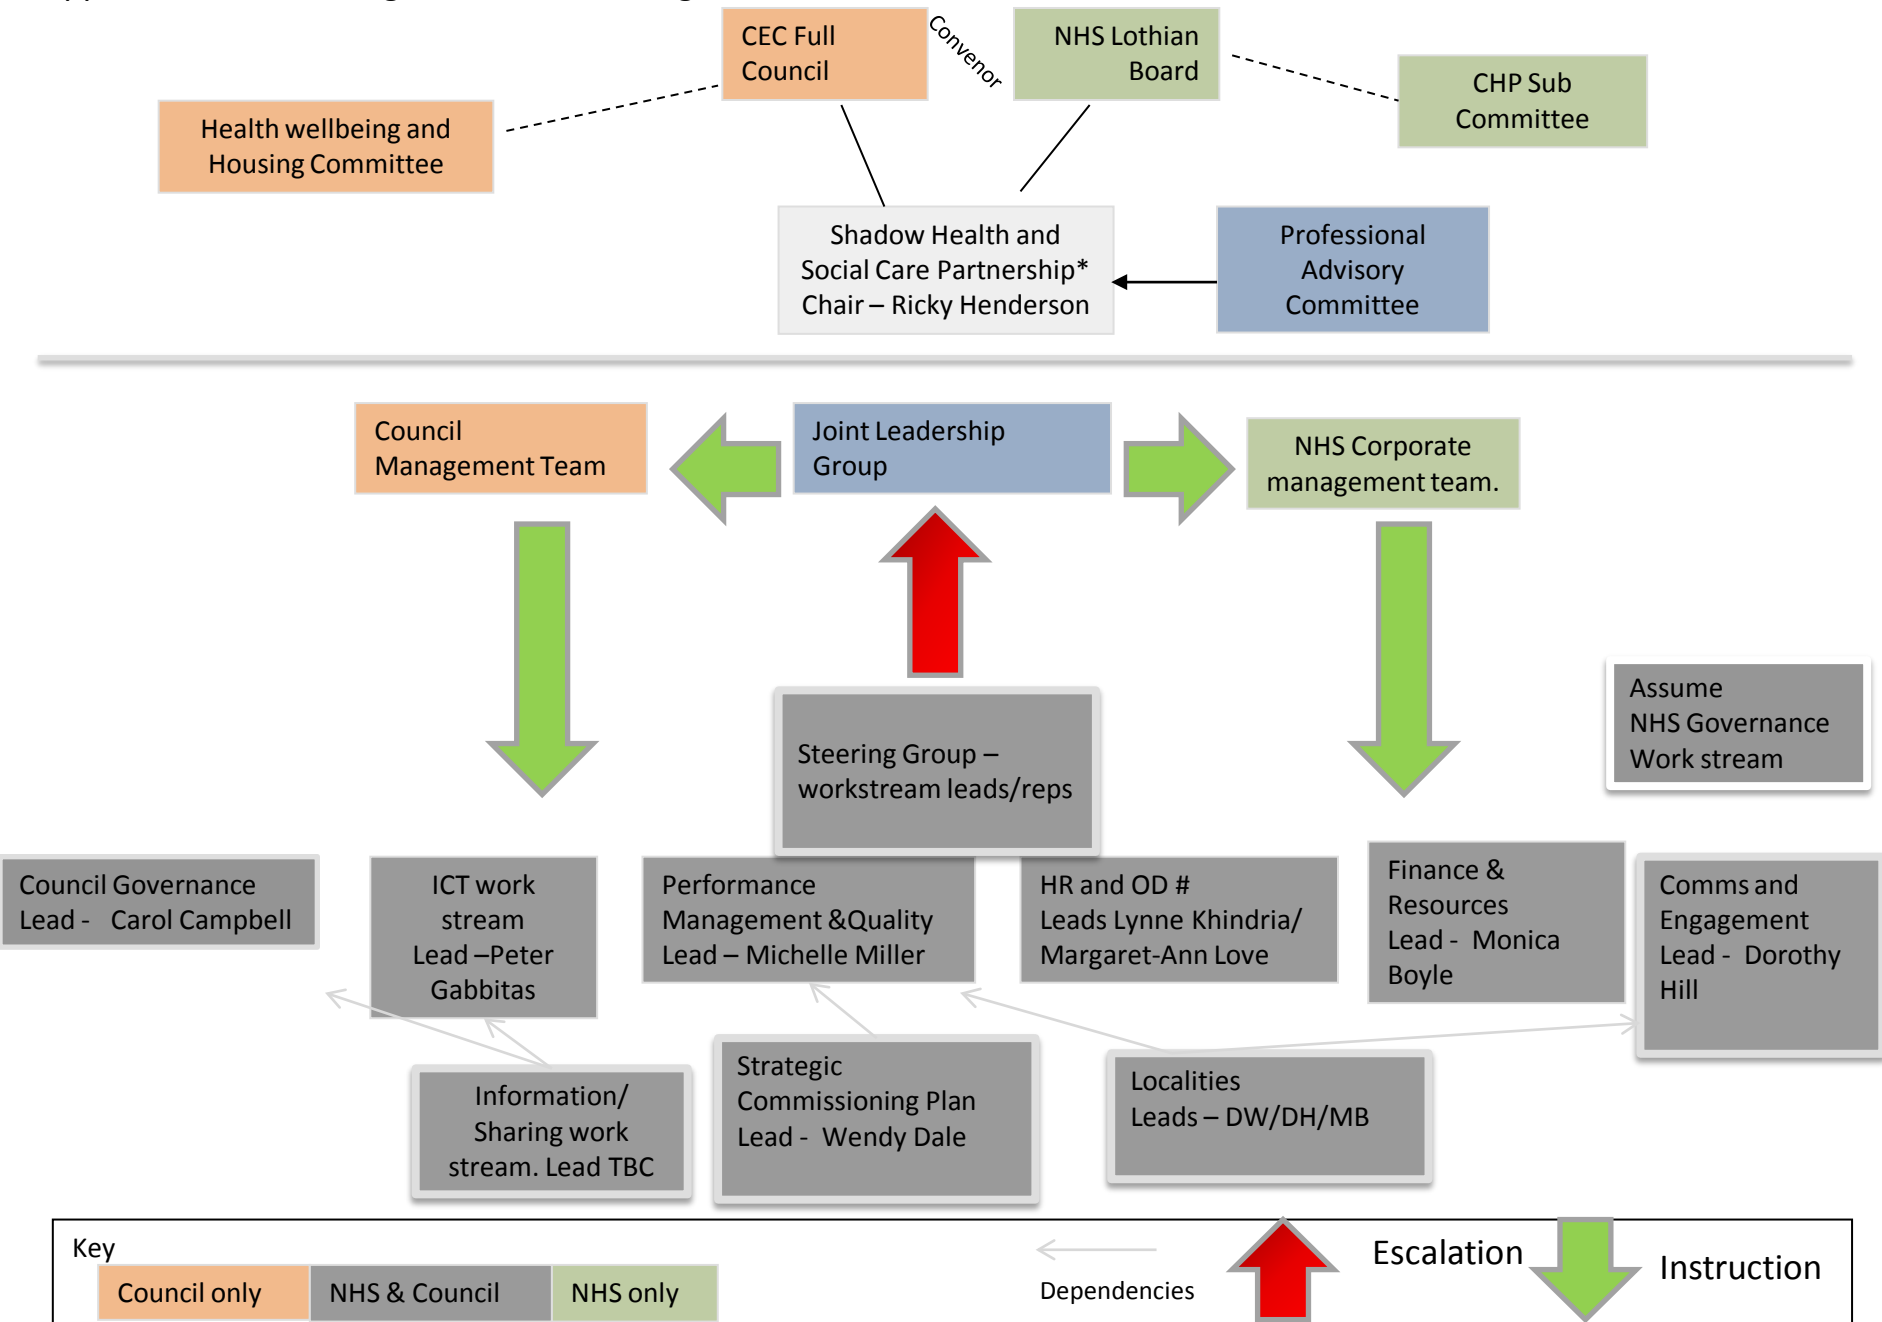 CEC Full
Council
Convenor
NHS Lothian
Board
CHP Sub
Committee
Health wellbeing and
Housing Committee
Shadow Health and
Social Care Partnership*
Chair – Ricky Henderson
Professional
Advisory
Committee
Council
Management Team
Joint Leadership
Group
NHS Corporate
management team.
Steering Group –
workstream leads/reps
Assume
NHS Governance
Work stream
Council Governance
Lead - Carol Campbell
ICT work
stream
Lead –Peter
Gabbitas
Performance
Management &Quality
Lead – Michelle Miller
HR and OD #
Leads Lynne Khindria/
Margaret-Ann Love
Finance &
Resources
Lead - Monica
Boyle
Comms and
Engagement
Lead - Dorothy
Hill
Information/
Sharing work
stream. Lead TBC
Strategic
Commissioning Plan
Lead - Wendy Dale
Localities
Leads – DW/DH/MB
Key
Council only
NHS & Council
NHS only
Dependencies
Escalation
Instruction